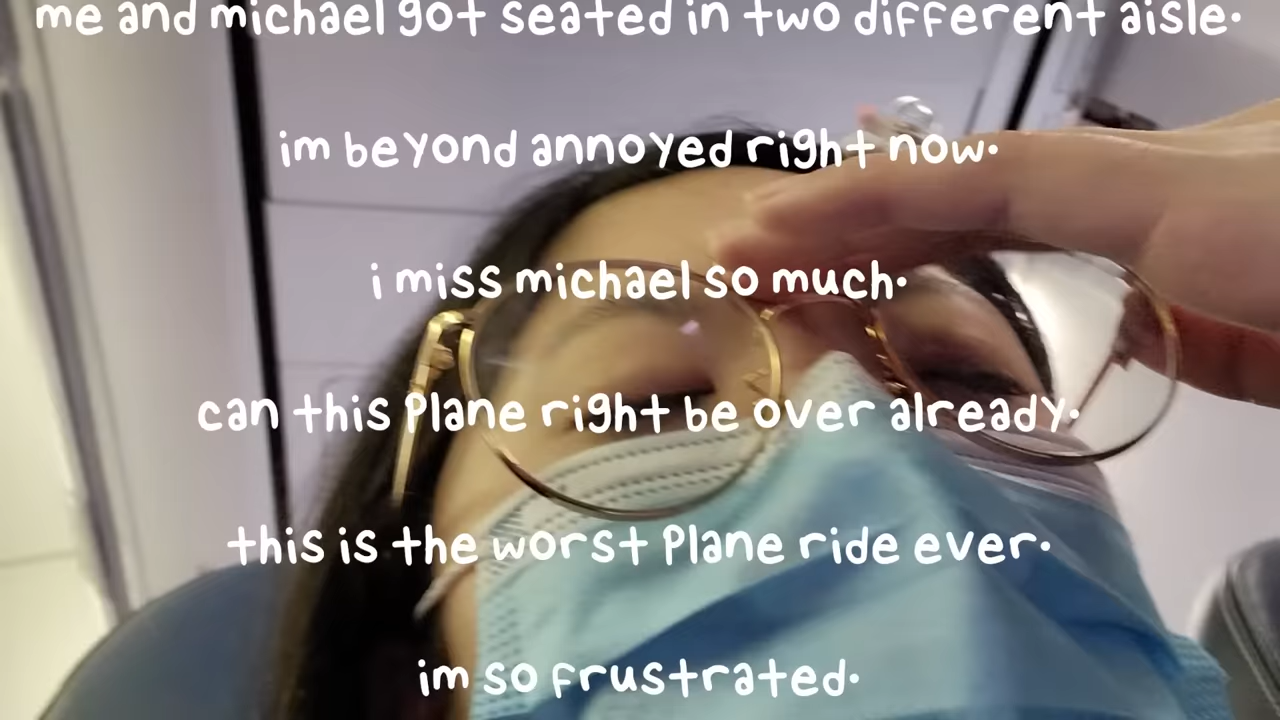 me and michael got seated in two different aisle.
im beyond annoyed right now.
i miss michael so much.
can this plane right be over already.
this is the worst plane ride ever.
im so frustrated.